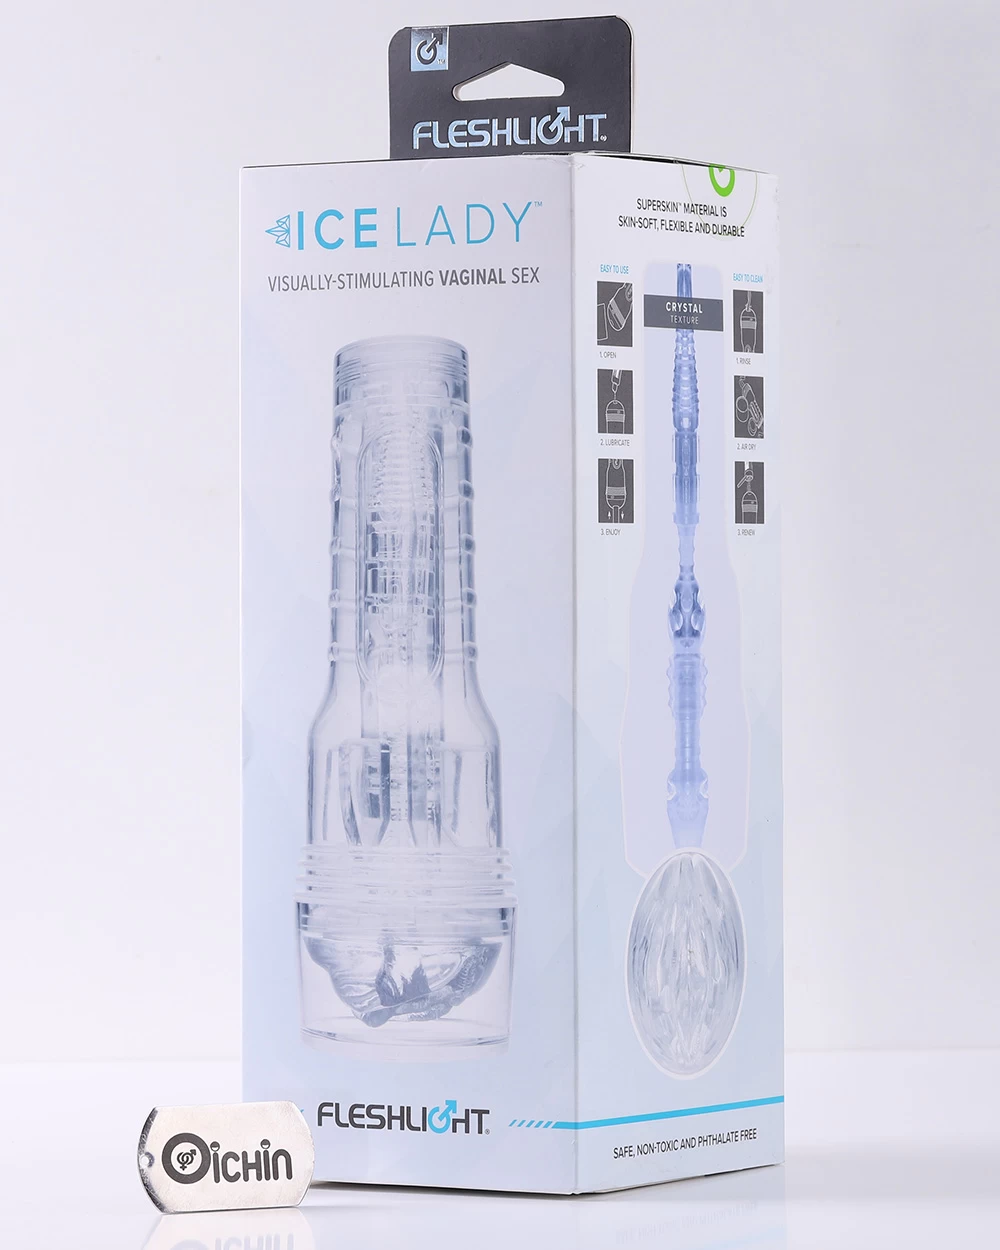 FLESHLIGHT
ICE LADY™
VISUALLY-STIMULATING VAGINAL SEX
FLESHLIGHT®
SUPERSKIN™ MATERIAL IS
SKIN-SOFT, FLEXIBLE AND DURABLE
EASY TO USE
1. OPEN
2. LUBRICATE
3. ENJOY
CRYSTAL
TEXTURE
EASY TO CLEAN
1. RINSE
2. AIR DRY
3. RENEW
SAFE, NON-TOXIC AND PHTHALATE FREE
OiCHiN